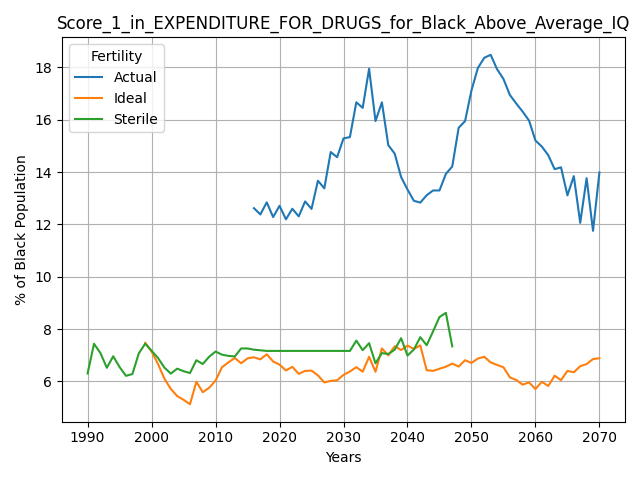 Score_1_in_EXPENDITURE_FOR_DRUGS_for_Black_Above_Average_IQ
Fertility
Actual
Ideal
Sterile
% of Black Population
18
16
14
12
10
8
6
1990 2000 2010 2020 2030 2040 2050 2060 2070
Years